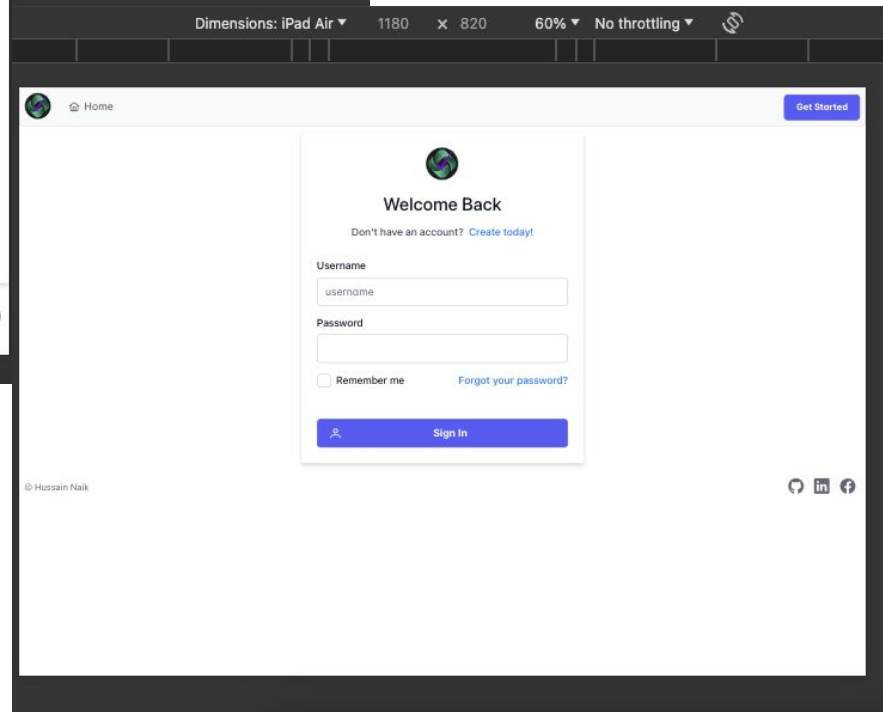 Dimensions: iPad Air ▼ 1180 × 820 60% ▼ No throttling ▼
Home Get Started
Welcome Back
Don't have an account? Create today!
Username
username
Password
Remember me Forgot your password?
Sign In
© Hussain Naik in